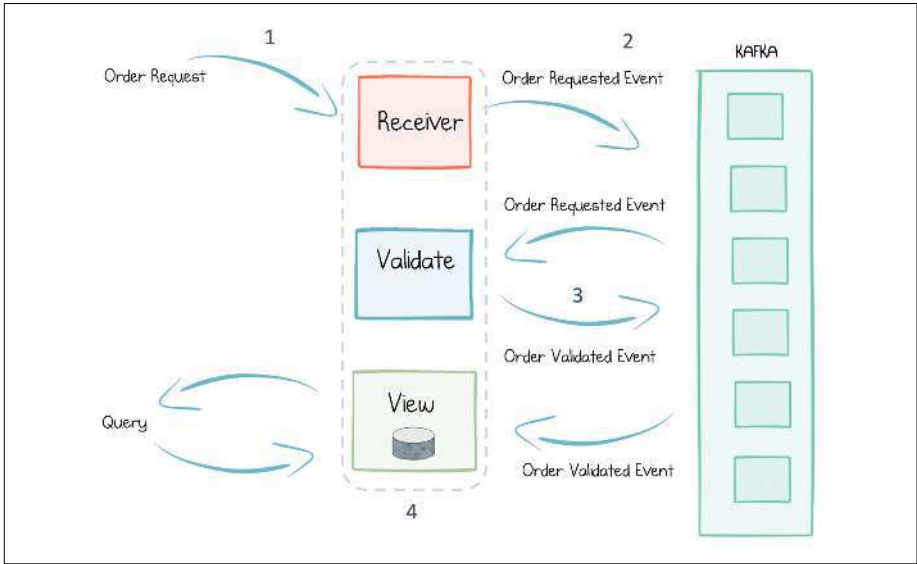 1
2
KAFKA
Order Request
Order Requested Event
Receiver
Order Requested Event
Validate
3
Order Validated Event
View
Query
Order Validated Event
4